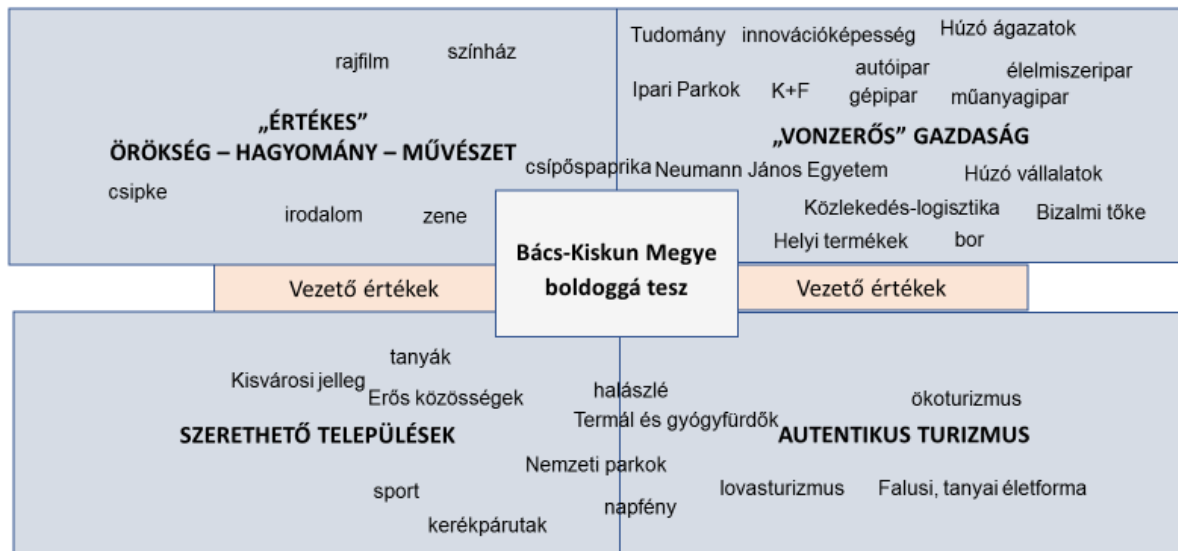 rajfilm
színház
„ÉRTÉKES”
ÖRÖKSÉG – HAGYOMÁNY – MŰVÉSZET
csipke
irodalom
zene
csípőspaprika
Tudomány
innovációképesség
Húzó ágazatok
autóipar
élelmiszeripar
Ipari Parkok
K+F
gépipar
műanyagipar
„VONZERŐS” GAZDASÁG
Neumann János Egyetem
Húzó vállalatok
Közlekedés-logisztika
Bizalmi tőke
Helyi termékek
bor
Vezető értékek
Bács-Kiskun Megye
boldoggá tesz
Vezető értékek
tanyák
Kisvárosi jelleg
Erős közösségek
SZERETHETŐ TELEPÜLÉSEK
sport
kerékpárutak
halászlé
Termál és gyógyfürdők
Nemzeti parkok
napfény
ökoturizmus
AUTENTIKUS TURIZMUS
lovasturizmus
Falusi, tanyai életforma